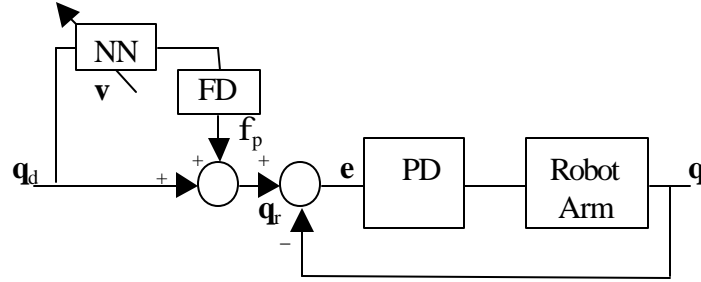 NN
v
FD
f_p
+
+
+
q_d
q_r
e
PD
Robot
Arm
q
−